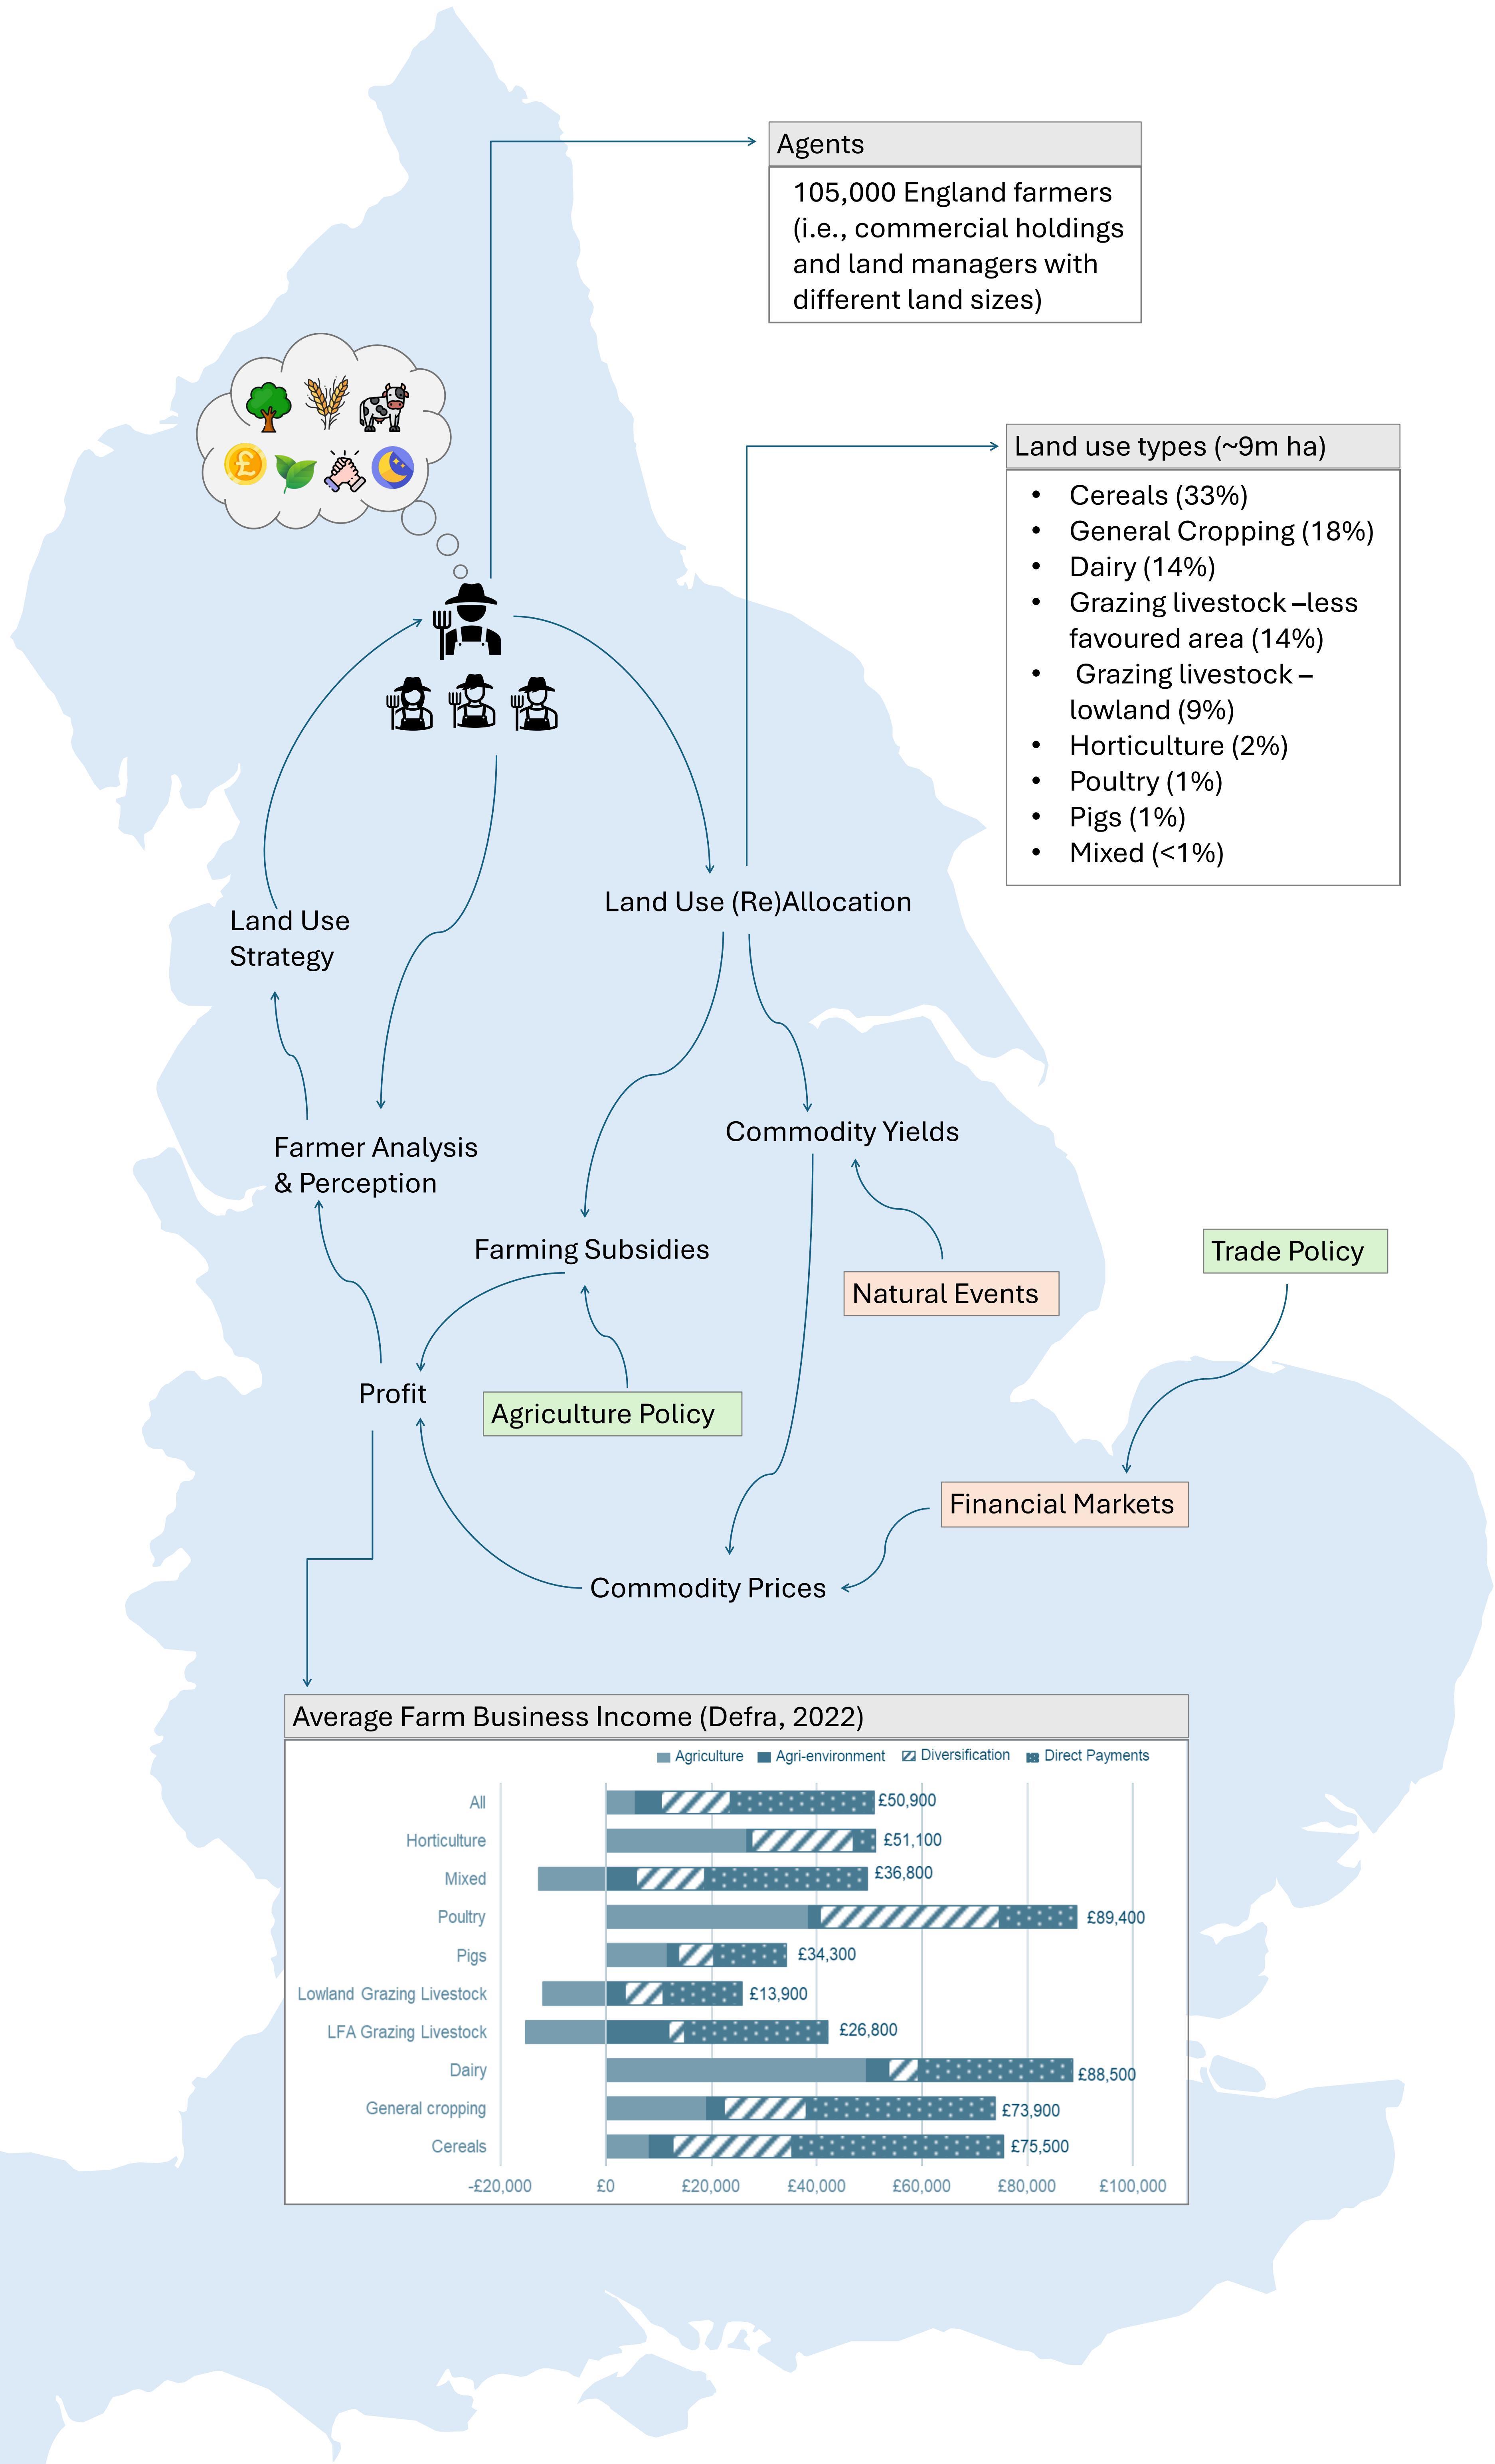 Agents
105,000 England farmers
(i.e., commercial holdings
and land managers with
different land sizes)
Land use types (~9m ha)
• Cereals (33%)
• General Cropping (18%)
• Dairy (14%)
• Grazing livestock –less
favoured area (14%)
• Grazing livestock –
lowland (9%)
• Horticulture (2%)
• Poultry (1%)
• Pigs (1%)
• Mixed (<1%)
£
Land Use
Strategy
Land Use (Re)Allocation
Farmer Analysis
& Perception
Commodity Yields
Farming Subsidies
Natural Events
Trade Policy
Profit
Agriculture Policy
Financial Markets
Commodity Prices
Average Farm Business Income (Defra, 2022)
Agriculture Agri-environment Diversification Direct Payments
All £50,900
Horticulture £51,100
Mixed £36,800
Poultry £89,400
Pigs £34,300
Lowland Grazing Livestock £13,900
LFA Grazing Livestock £26,800
Dairy £88,500
General cropping £73,900
Cereals £75,500
-£20,000 £0 £20,000 £40,000 £60,000 £80,000 £100,000